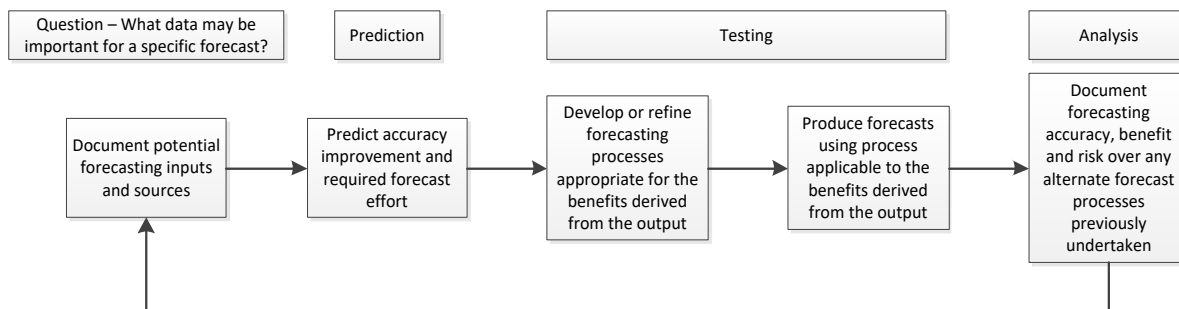 Question – What data may be
important for a specific forecast?
Prediction
Testing
Analysis
Document potential
forecasting inputs
and sources
Predict accuracy
improvement and
required forecast
effort
Develop or refine
forecasting
processes
appropriate for the
benefits derived
from the output
Produce forecasts
using process
applicable to the
benefits derived
from the output
Document
forecasting
accuracy, benefit
and risk over any
alternate forecast
processes
previously
undertaken